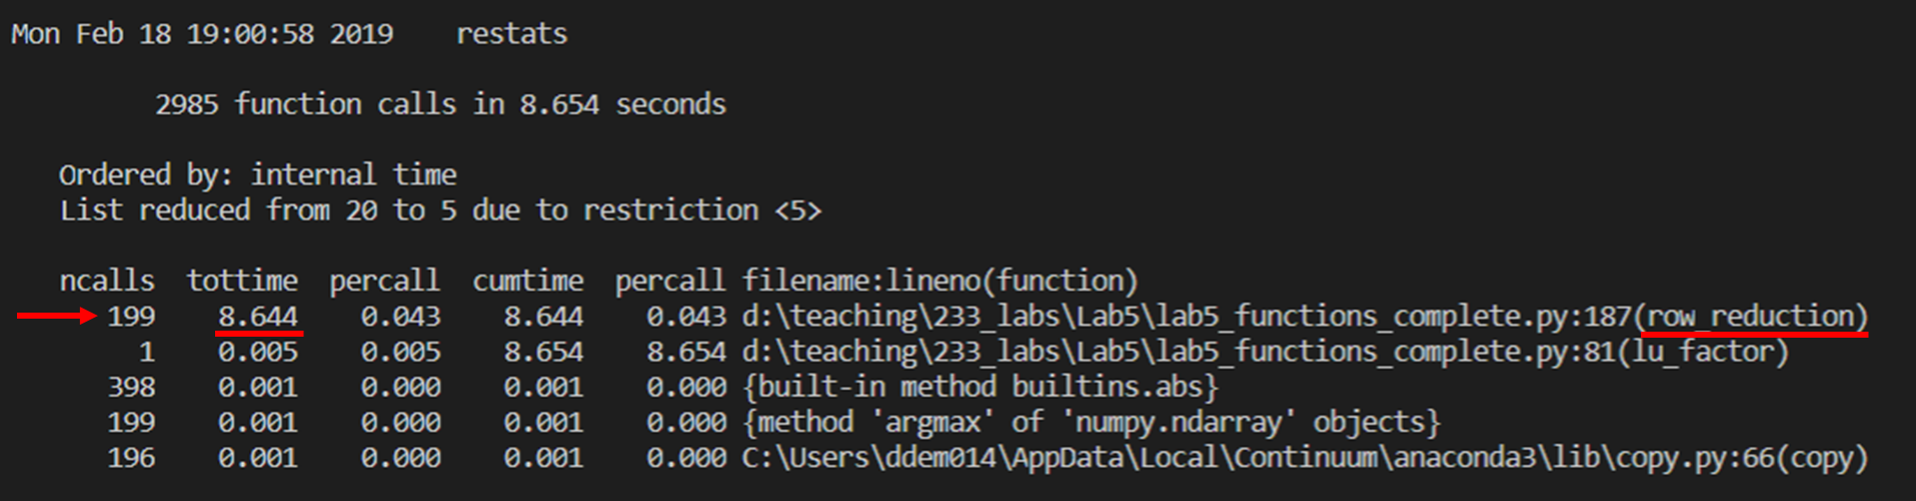 Mon Feb 18 19:00:58 2019    restats
2985 function calls in 8.654 seconds
Ordered by: internal time
List reduced from 20 to 5 due to restriction <5>
ncalls  tottime  percall  cumtime  percall filename:lineno(function)
199    8.644    0.043    8.644    0.043 d:\teaching\233_labs\Lab5\lab5_functions_complete.py:187(row_reduction)
1    0.005    0.005    8.654    8.654 d:\teaching\233_labs\Lab5\lab5_functions_complete.py:81(lu_factor)
398    0.001    0.000    0.001    0.000 {built-in method builtins.abs}
199    0.001    0.000    0.001    0.000 {method 'argmax' of 'numpy.ndarray' objects}
196    0.001    0.000    0.001    0.000 C:\Users\ddem014\AppData\Local\Continuum\anaconda3\lib\copy.py:66(copy)